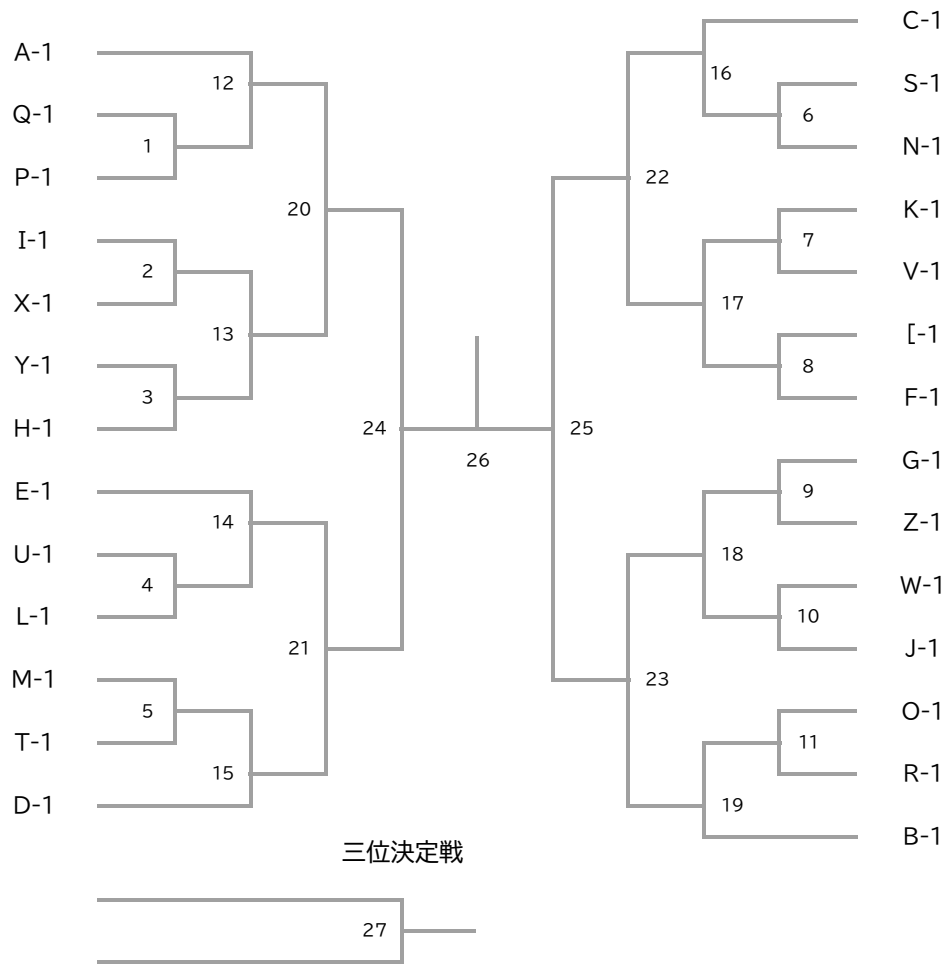 A-1
12
Q-1
1
P-1
20
I-1
2
X-1
13
Y-1
3
H-1
24
E-1
14
U-1
4
L-1
21
M-1
5
T-1
15
D-1
26
C-1
16
S-1
6
N-1
22
K-1
7
V-1
17
[-1
8
F-1
25
G-1
9
Z-1
18
W-1
10
J-1
23
O-1
11
R-1
19
B-1
三位決定戦
27